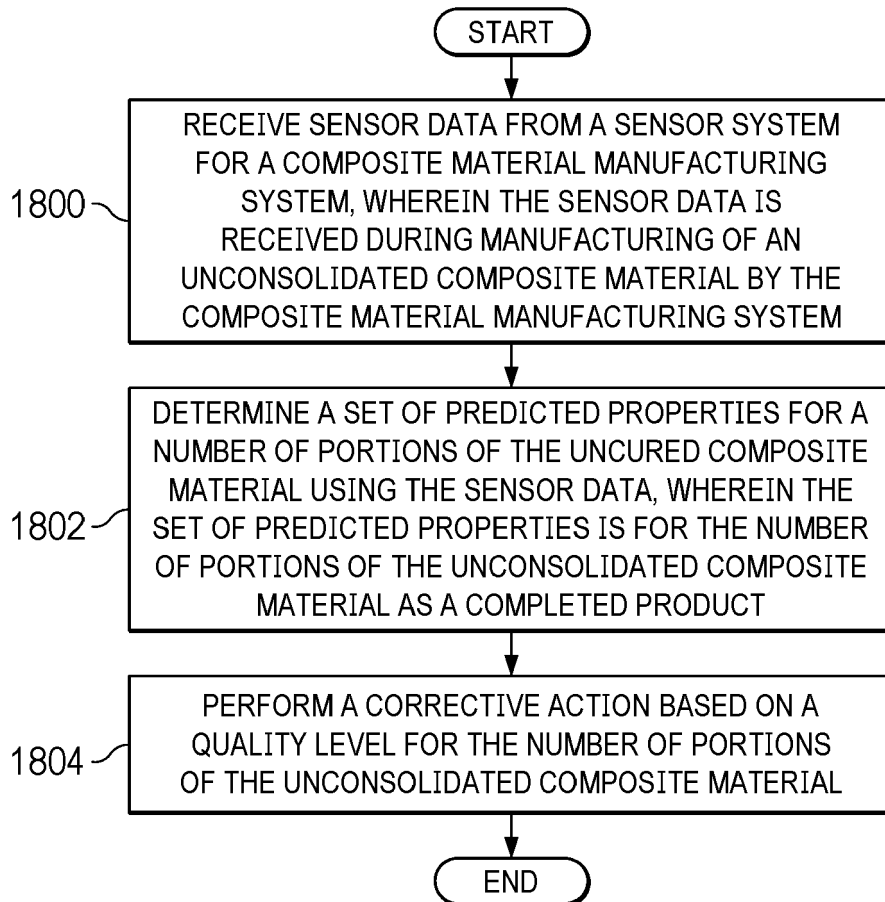 START
1800
RECEIVE SENSOR DATA FROM A SENSOR SYSTEM
FOR A COMPOSITE MATERIAL MANUFACTURING
SYSTEM, WHEREIN THE SENSOR DATA IS
RECEIVED DURING MANUFACTURING OF AN
UNCONSOLIDATED COMPOSITE MATERIAL BY THE
COMPOSITE MATERIAL MANUFACTURING SYSTEM
1802
DETERMINE A SET OF PREDICTED PROPERTIES FOR A
NUMBER OF PORTIONS OF THE UNCURED COMPOSITE
MATERIAL USING THE SENSOR DATA, WHEREIN THE
SET OF PREDICTED PROPERTIES IS FOR THE NUMBER
OF PORTIONS OF THE UNCONSOLIDATED COMPOSITE
MATERIAL AS A COMPLETED PRODUCT
1804
PERFORM A CORRECTIVE ACTION BASED ON A
QUALITY LEVEL FOR THE NUMBER OF PORTIONS
OF THE UNCONSOLIDATED COMPOSITE MATERIAL
END